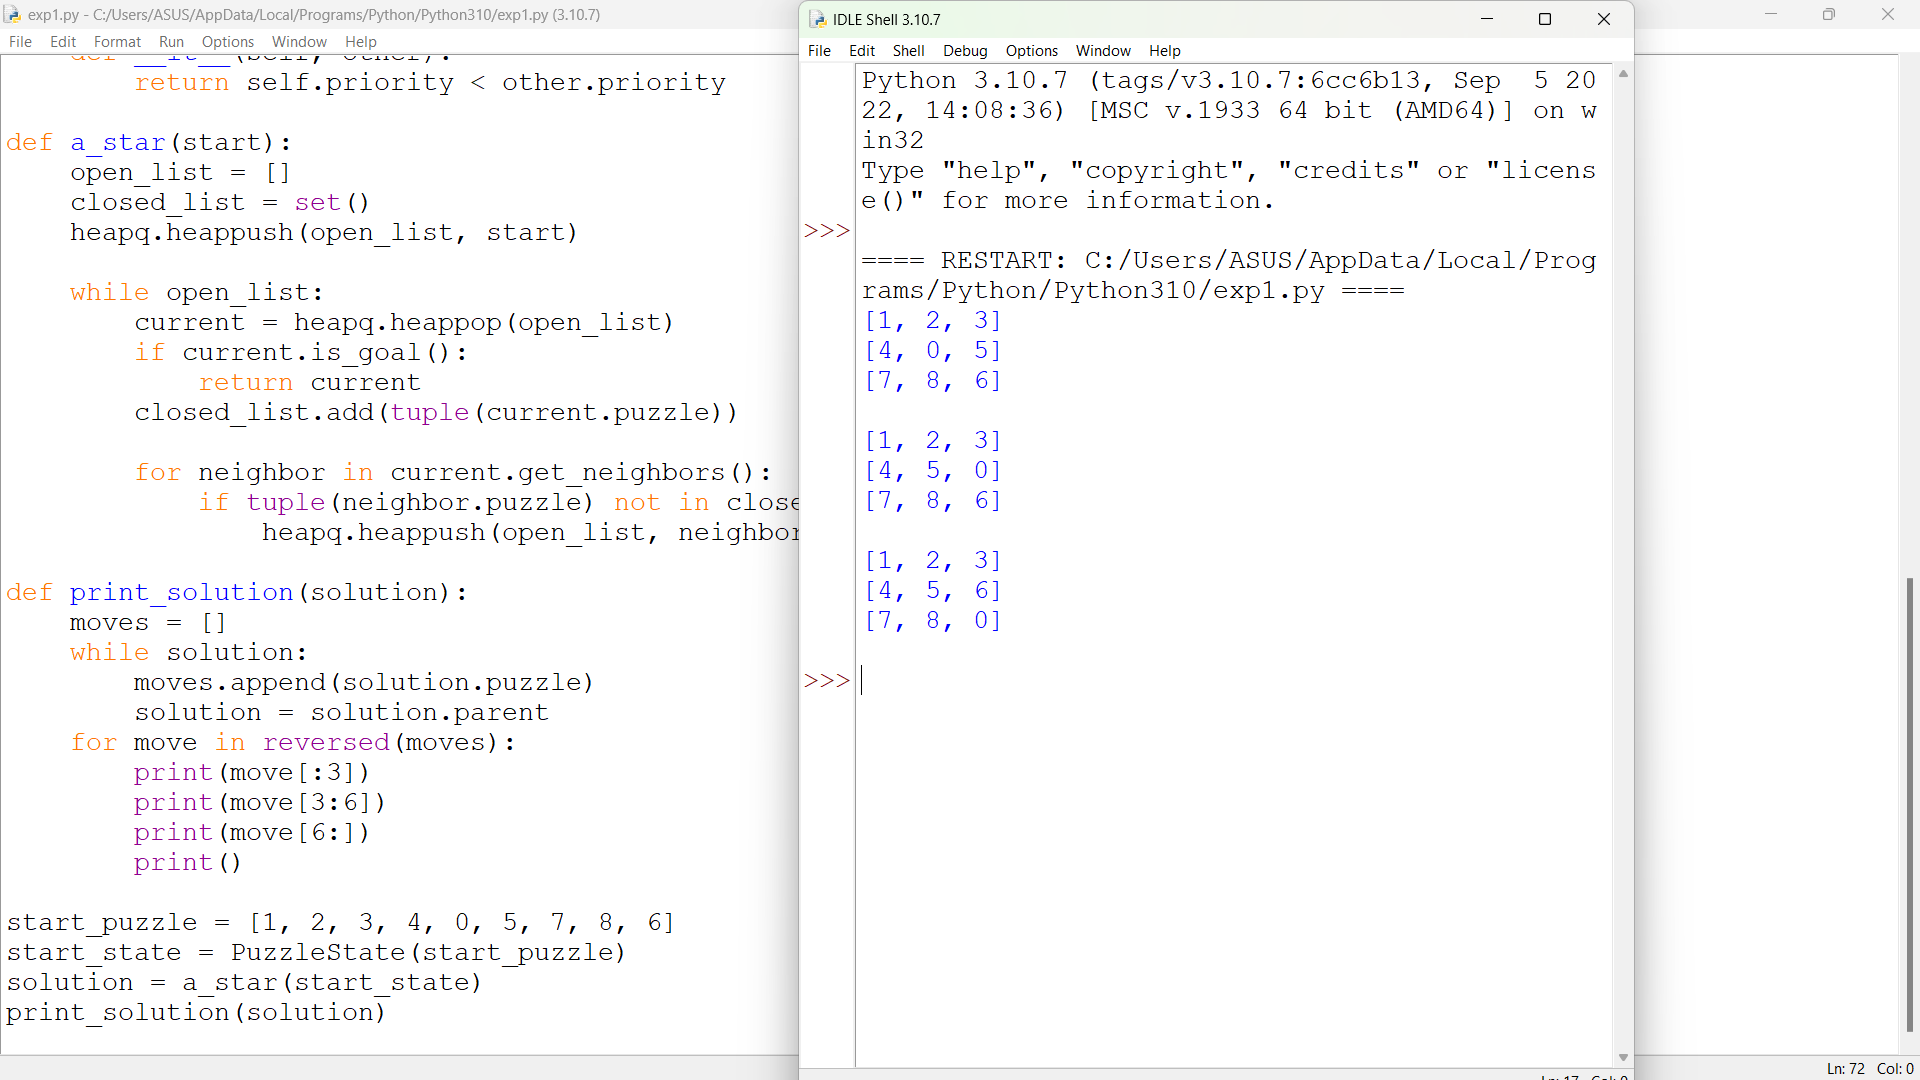 exp1.py - C:/Users/ASUS/AppData/Local/Programs/Python/Python310/exp1.py (3.10.7)
File Edit Format Run Options Window Help
return self.priority < other.priority
def a_star(start):
open_list = []
closed_list = set()
heapq.heappush(open_list, start)
while open_list:
current = heapq.heappop(open_list)
if current.is_goal():
return current
closed_list.add(tuple(current.puzzle))
for neighbor in current.get_neighbors():
if tuple(neighbor.puzzle) not in close
heapq.heappush(open_list, neighbor
def print_solution(solution):
moves = []
while solution:
moves.append(solution.puzzle)
solution = solution.parent
for move in reversed(moves):
print(move[:3])
print(move[3:6])
print(move[6:])
print()
start_puzzle = [1, 2, 3, 4, 0, 5, 7, 8, 6]
start_state = PuzzleState(start_puzzle)
solution = a_star(start_state)
print_solution(solution)
IDLE Shell 3.10.7
File Edit Shell Debug Options Window Help
Python 3.10.7 (tags/v3.10.7:6cc6b13, Sep  5 20
22, 14:08:36) [MSC v.1933 64 bit (AMD64)] on w
in32
Type "help", "copyright", "credits" or "licens
e()" for more information.
>>>
==== RESTART: C:/Users/ASUS/AppData/Local/Prog
rams/Python/Python310/exp1.py ====
[1, 2, 3]
[4, 0, 5]
[7, 8, 6]
[1, 2, 3]
[4, 5, 0]
[7, 8, 6]
[1, 2, 3]
[4, 5, 6]
[7, 8, 0]
>>>
Ln: 72 Col: 0